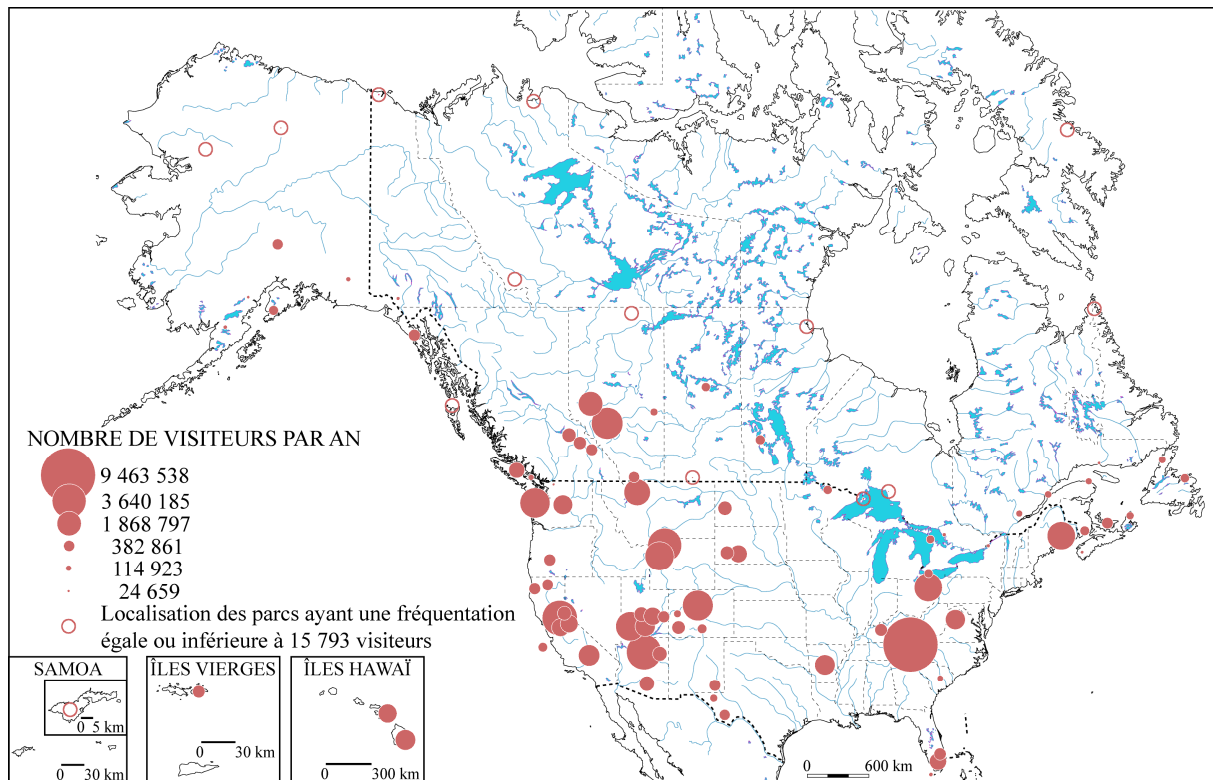 NOMBRE DE VISITEURS PAR AN
9 463 538
3 640 185
1 868 797
382 861
114 923
24 659
Localisation des parcs ayant une fréquentation
égale ou inférieure à 15 793 visiteurs
SAMOA
0 5 km
0 30 km
ÎLES VIERGES
0 30 km
ÎLES HAWAÏ
0 300 km
0 600 km